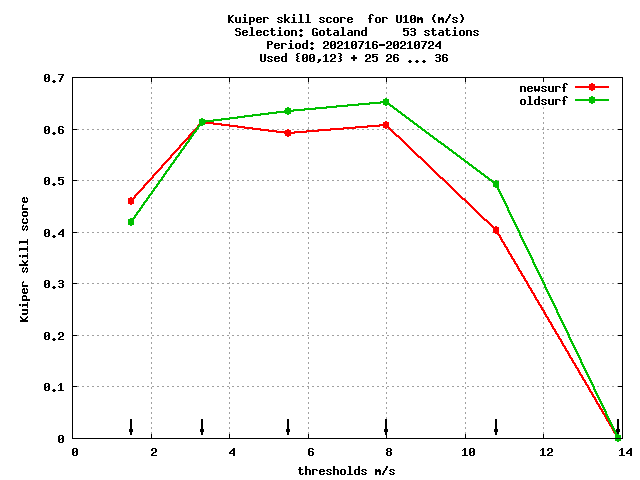 Kuiper skill score  for U10m (m/s)
Selection: Gotaland     53 stations
Period: 20210716-20210724
Used {00,12} + 25 26 ... 36
newsurf
oldsurf
0.7
0.6
0.5
0.4
0.3
0.2
0.1
0
Kuiper skill score
0 2 4 6 8 10 12 14
thresholds m/s